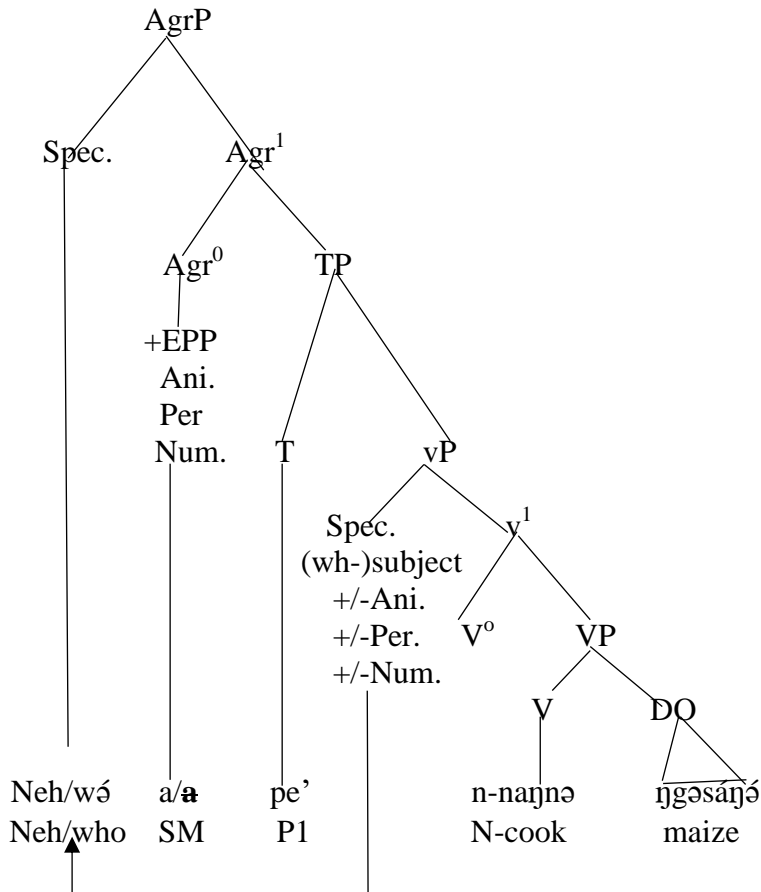 AgrP
Spec. Agr¹
Agr⁰ TP
+EPP
Ani.
Per
Num. T vP
Spec. v¹
(wh-)subject
+/-Ani.
+/-Per. Vᵒ VP
+/-Num.
V DO
Neh/wə́ a/a pe’ n-naŋnə ŋgəsáŋə́
Neh/who SM P1 N-cook maize